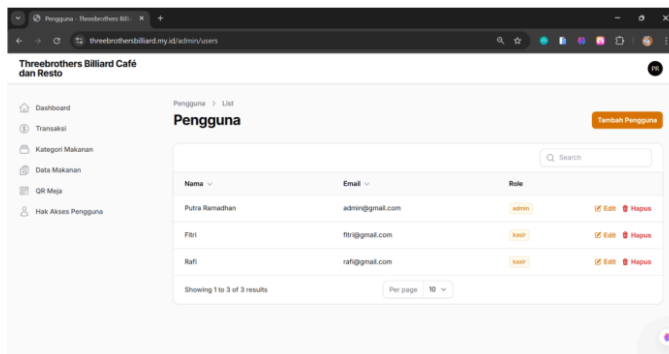 Pengguna - Threebrothers Billi
threebrothersbilliard.my.id/admin/users
Threebrothers Billiard Café
dan Resto
PR
Dashboard
Transaksi
Kategori Makanan
Data Makanan
QR Meja
Hak Akses Pengguna
Pengguna > List
Pengguna
Tambah Pengguna
Search
Nama Email Role
Putra Ramadhan admin@gmail.com admin Edit Hapus
Fitri fitri@gmail.com kasir Edit Hapus
Rafi rafi@gmail.com kasir Edit Hapus
Showing 1 to 3 of 3 results
Per page 10